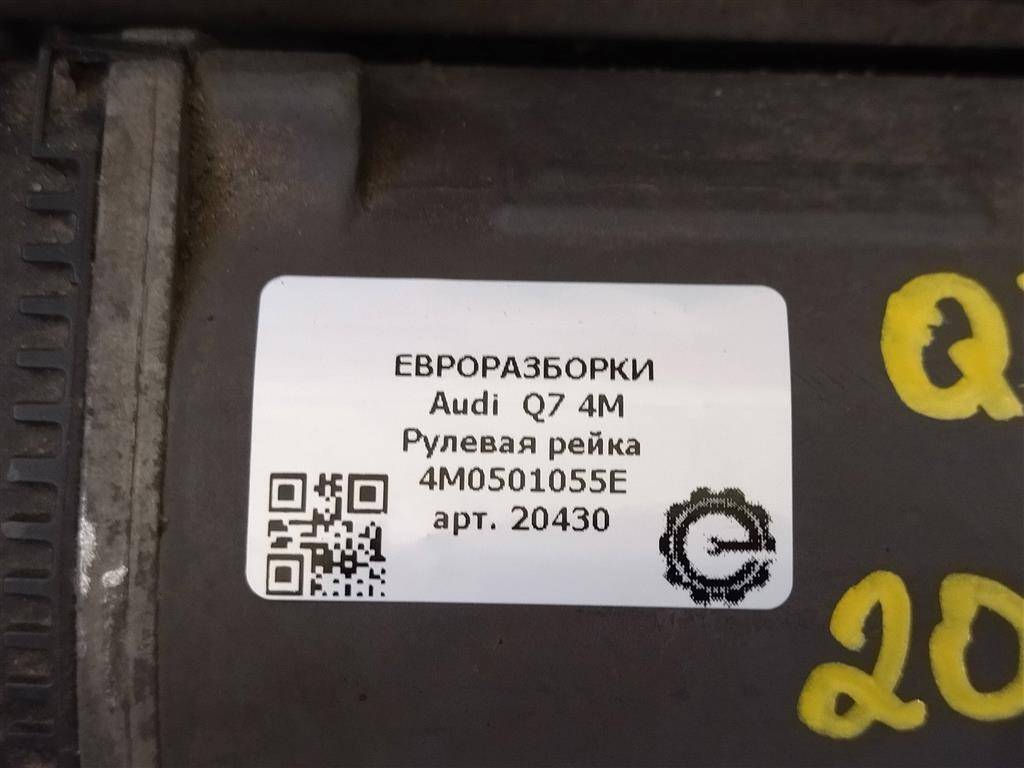 ЕВРОРАЗБОРКИ
Audi Q7 4M
Рулевая рейка
4M0501055E
арт. 20430
Q
20